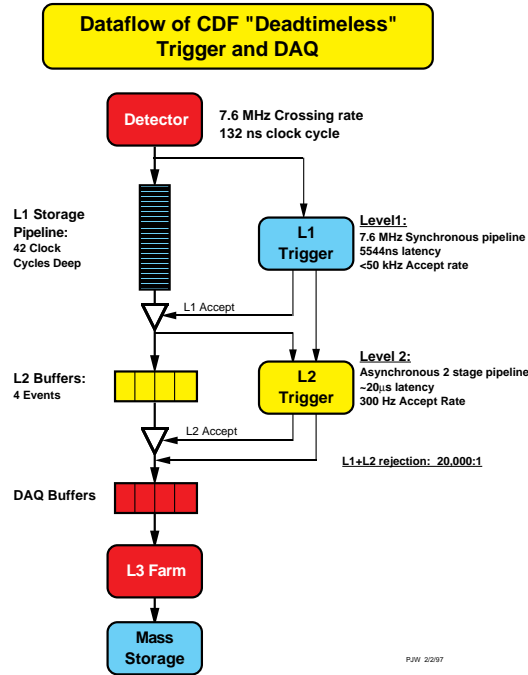 Dataflow of CDF "Deadtimeless"
Trigger and DAQ
Detector
7.6 MHz Crossing rate
132 ns clock cycle
L1 Storage
Pipeline:
42 Clock
Cycles Deep
L1
Trigger
Level1:
7.6 MHz Synchronous pipeline
5544ns latency
<50 kHz Accept rate
L1 Accept
L2 Buffers:
4 Events
L2
Trigger
Level 2:
Asynchronous 2 stage pipeline
~20µs latency
300 Hz Accept Rate
L2 Accept
L1+L2 rejection: 20,000:1
DAQ Buffers
L3 Farm
Mass
Storage
PJW 2/2/97